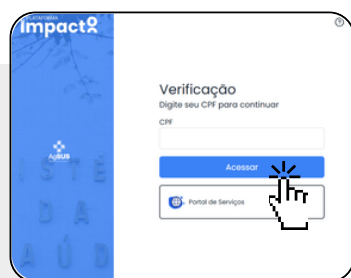 PLATAFORMA
Impacto
Verificação
Digite seu CPF para continuar
CPF
AgSUS
Acessar
Portal de Serviços